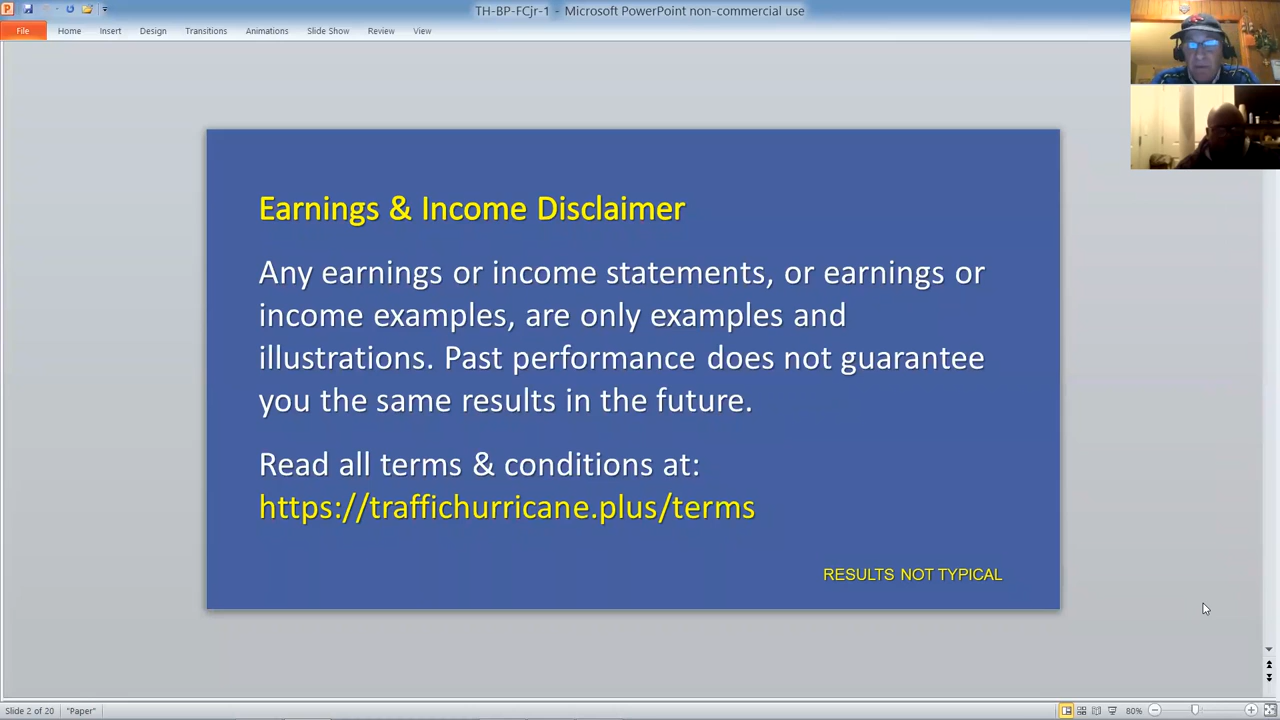 TH-BP-FCjr-1 - Microsoft PowerPoint non-commercial use
File Home Insert Design Transitions Animations Slide Show Review View
Earnings & Income Disclaimer
Any earnings or income statements, or earnings or
income examples, are only examples and
illustrations. Past performance does not guarantee
you the same results in the future.
Read all terms & conditions at:
https://traffichurricane.plus/terms
RESULTS NOT TYPICAL
Slide 2 of 20 "Paper" 80%